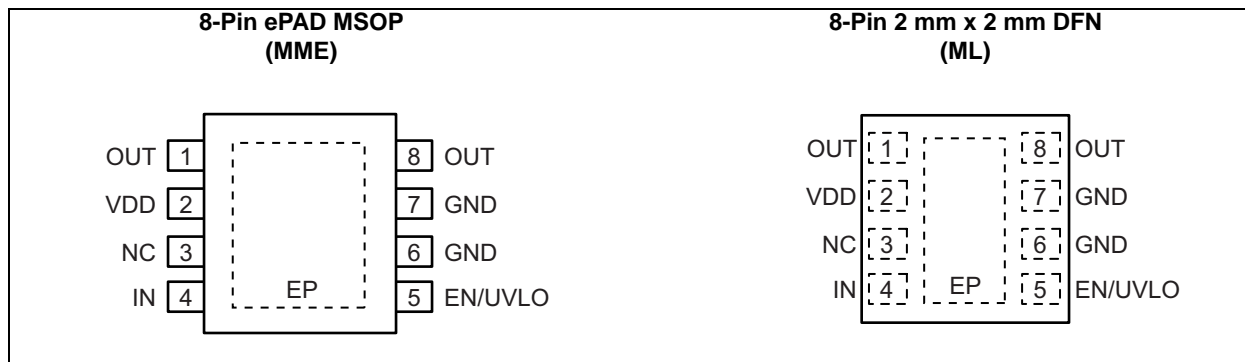 8-Pin ePAD MSOP
(MME)
OUT 1
8 OUT
VDD 2
7 GND
NC 3
6 GND
IN 4
EP
5 EN/UVLO
8-Pin 2 mm x 2 mm DFN
(ML)
OUT 1
8 OUT
VDD 2
7 GND
NC 3
6 GND
IN 4
EP
5 EN/UVLO